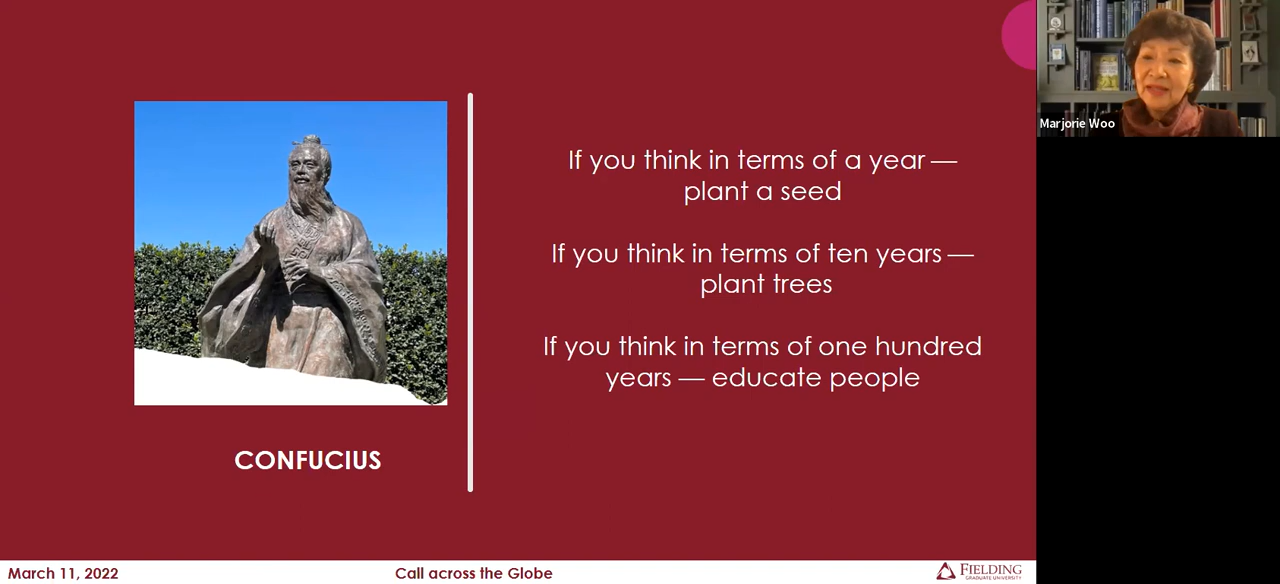 If you think in terms of a year —
plant a seed
If you think in terms of ten years —
plant trees
If you think in terms of one hundred
years — educate people
CONFUCIUS
Marjorie Woo
March 11, 2022
Call across the Globe
FIELDING
GRADUATE UNIVERSITY